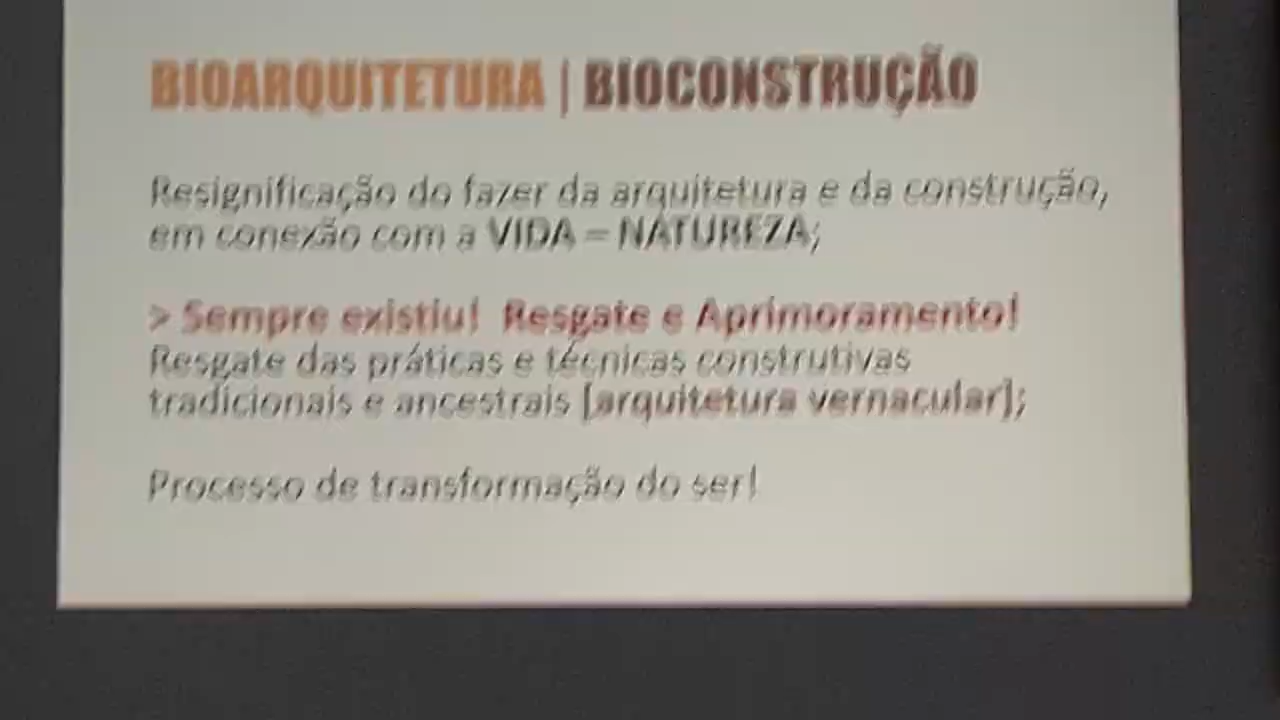 BIOARQUITETURA | BIOCONSTRUÇÃO
Resignificação do fazer da arquitetura e da construção,
em conexão com a VIDA = NATUREZA;
> Sempre existiu! Resgate e Aprimoramento!
Resgate das práticas e técnicas construtivas
tradicionais e ancestrais [arquitetura vernacular];
Processo de transformação do ser!